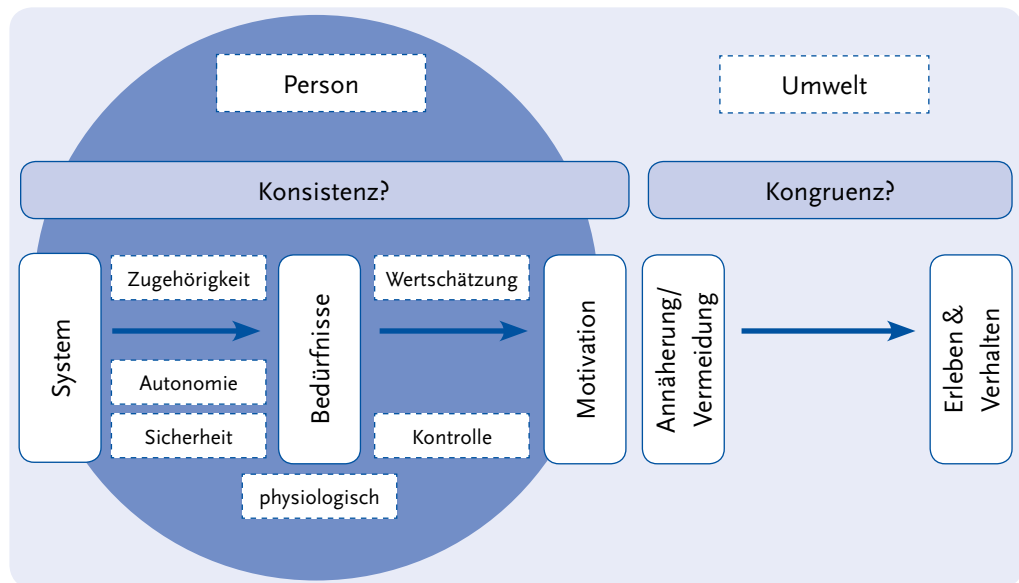 Person
Umwelt
Konsistenz?
Kongruenz?
System
Zugehörigkeit
Autonomie
Sicherheit
Bedürfnisse
Wertschätzung
Kontrolle
physiologisch
Motivation
Annäherung/
Vermeidung
Erleben &
Verhalten